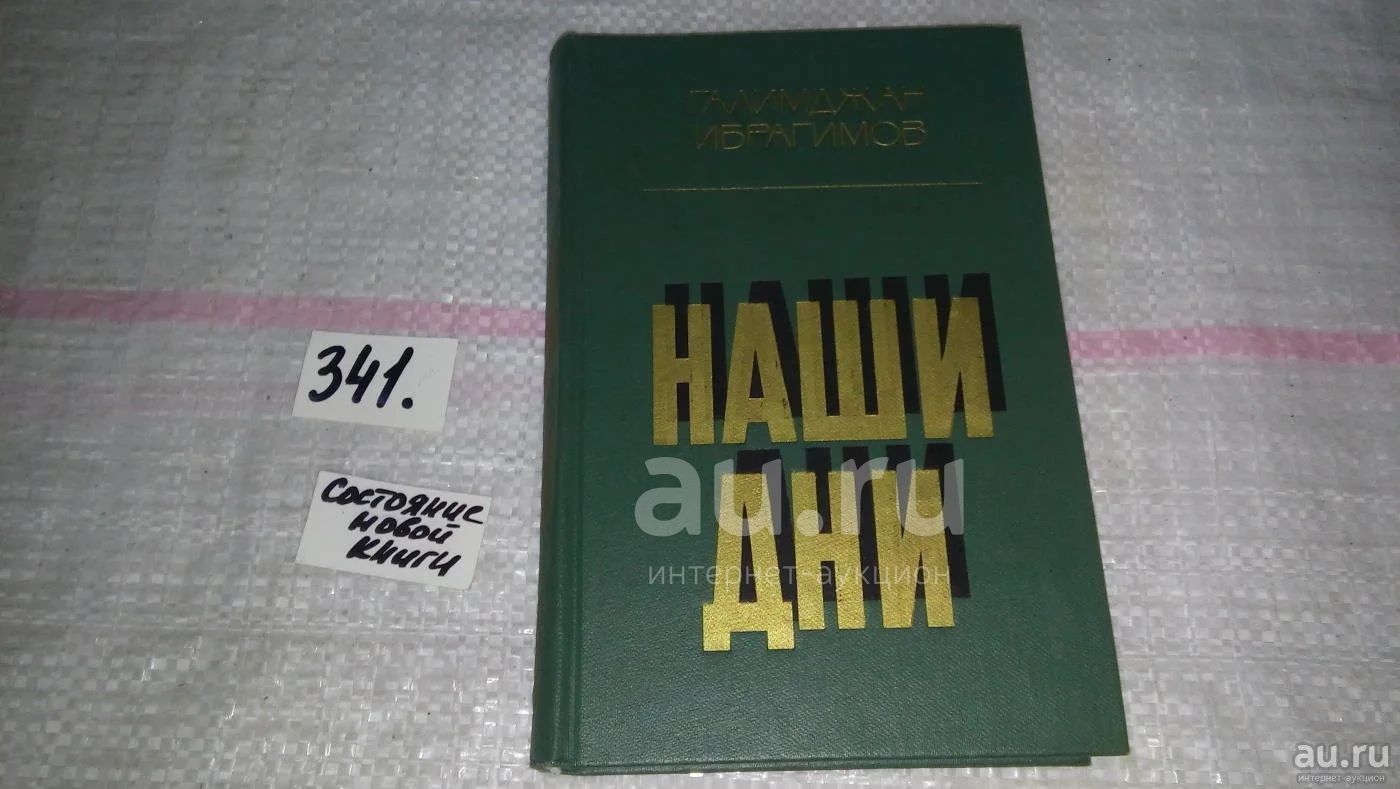 ГАЛИМДЖАН
ИБРАГИМОВ
НАШИ
ДНИ
341.
Состояние
новой
книги
au.ru
интернет-аукцион
au.ru
интернет-аукцион